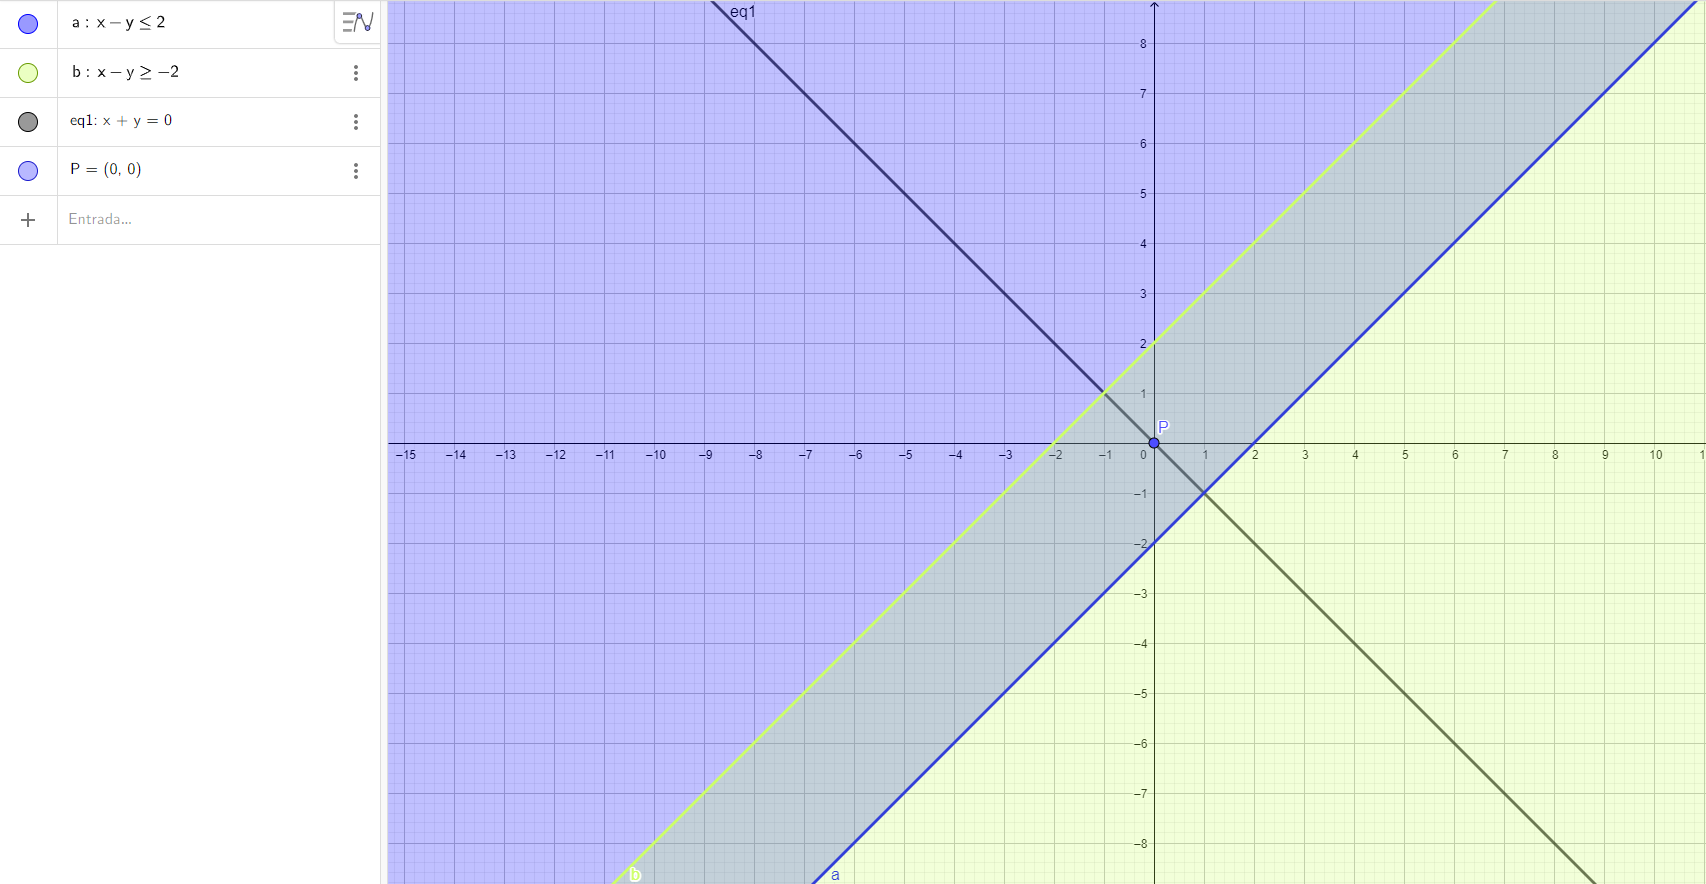 a : x − y ≤ 2
b : x − y ≥ −2
eq1: x + y = 0
P = (0, 0)
Entrada...
eq1
8
7
6
5
4
3
2
1
P
−15 −14 −13 −12 −11 −10 −9 −8 −7 −6 −5 −4 −3 −2 −1 0 1 2 3 4 5 6 7 8 9 10 1
−1
−2
−3
−4
−5
−6
−7
−8
b a